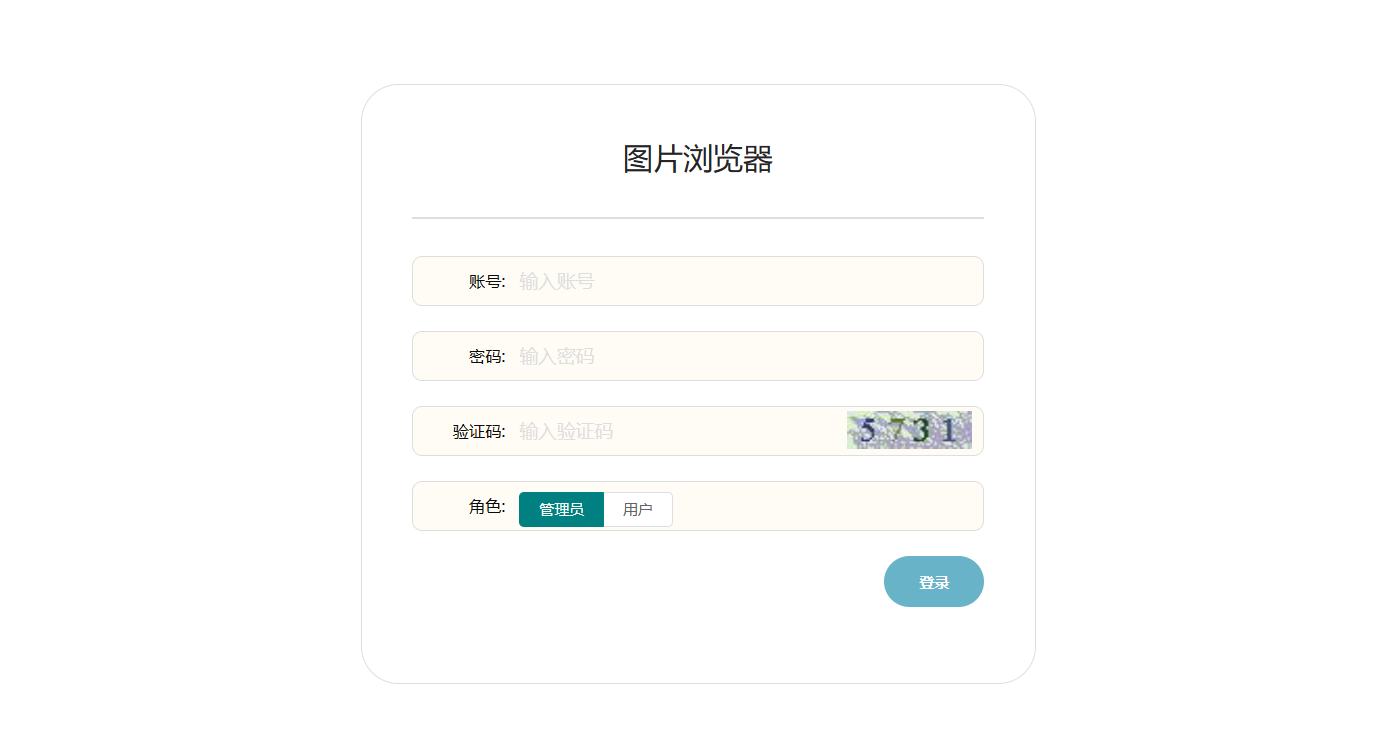 图片浏览器
账号: 输入账号
密码: 输入密码
验证码: 输入验证码 5731
角色: 管理员 用户
登录